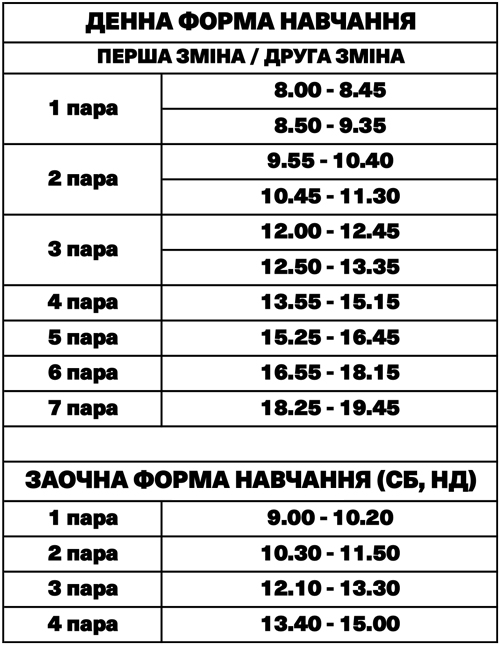 ДЕННА ФОРМА НАВЧАННЯ
ПЕРША ЗМІНА / ДРУГА ЗМІНА
1 пара
8.00 - 8.45
8.50 - 9.35
2 пара
9.55 - 10.40
10.45 - 11.30
3 пара
12.00 - 12.45
12.50 - 13.35
4 пара 13.55 - 15.15
5 пара 15.25 - 16.45
6 пара 16.55 - 18.15
7 пара 18.25 - 19.45
ЗАОЧНА ФОРМА НАВЧАННЯ (СБ, НД)
1 пара 9.00 - 10.20
2 пара 10.30 - 11.50
3 пара 12.10 - 13.30
4 пара 13.40 - 15.00